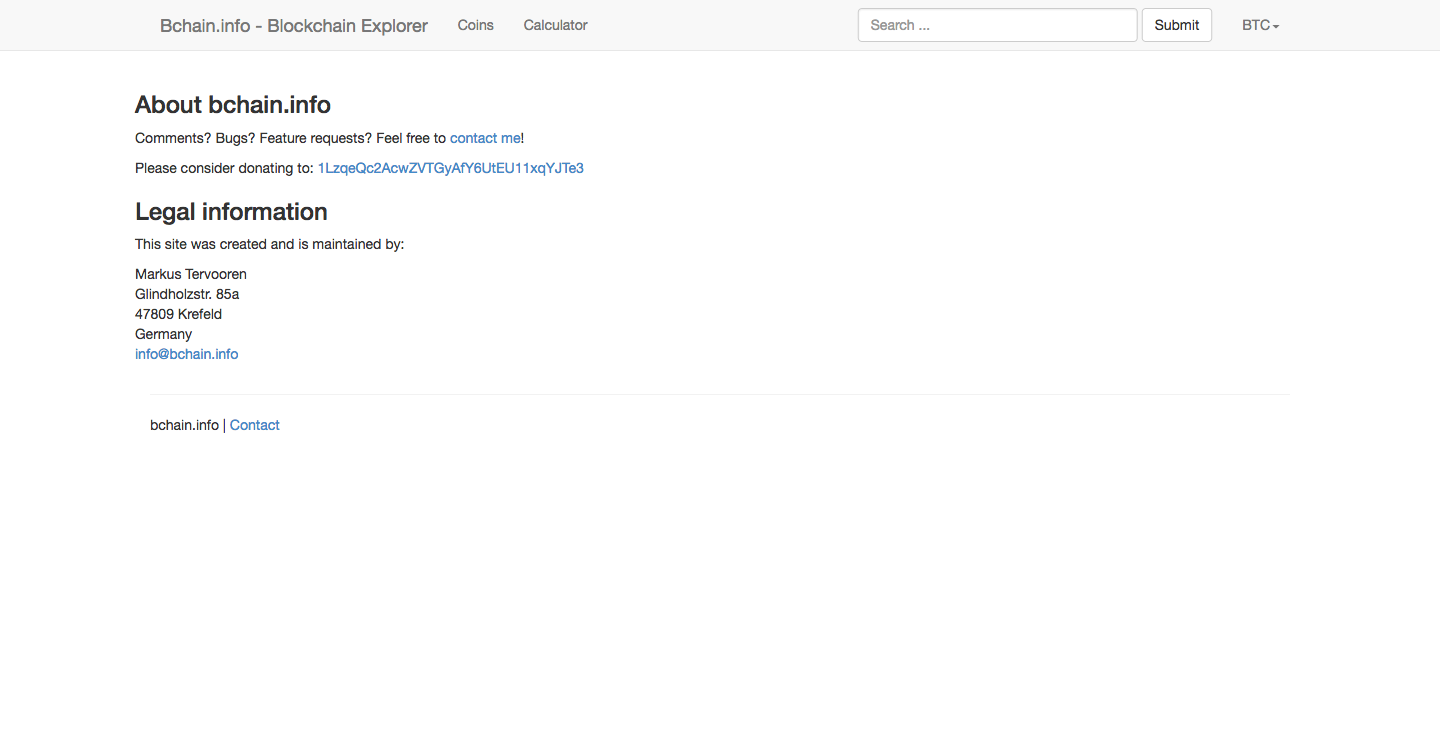 Bchain.info - Blockchain Explorer Coins Calculator Search ... Submit BTC
About bchain.info
Comments? Bugs? Feature requests? Feel free to contact me!
Please consider donating to: 1LzqeQc2AcwZVTGyAfY6UtEU11xqYJTe3
Legal information
This site was created and is maintained by:
Markus Tervooren
Glindholzstr. 85a
47809 Krefeld
Germany
info@bchain.info
bchain.info | Contact